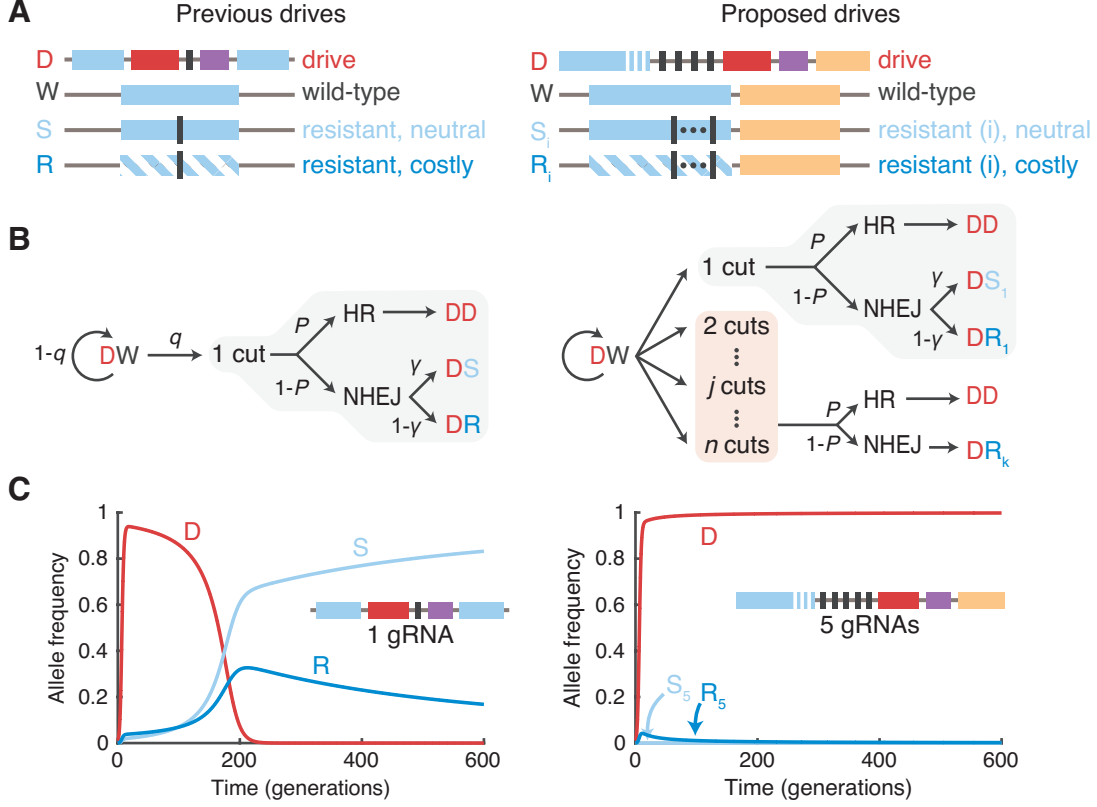 A
Previous drives
D drive
W wild-type
S resistant, neutral
R resistant, costly
Proposed drives
D drive
W wild-type
Si resistant (i), neutral
Ri resistant (i), costly
B
1-q
DW
q
1 cut
P
HR
DD
1-P
NHEJ
γ
DS
1-γ
DR
DW
1 cut
P
HR
DD
1-P
NHEJ
γ
DS1
1-γ
DR1
2 cuts
j cuts
n cuts
P
HR
DD
1-P
NHEJ
DRk
C
Allele frequency
1
0.8
0.6
0.4
0.2
0
D
S
R
1 gRNA
0 200 400 600
Time (generations)
Allele frequency
1
0.8
0.6
0.4
0.2
0
D
5 gRNAs
S5
R5
0 200 400 600
Time (generations)